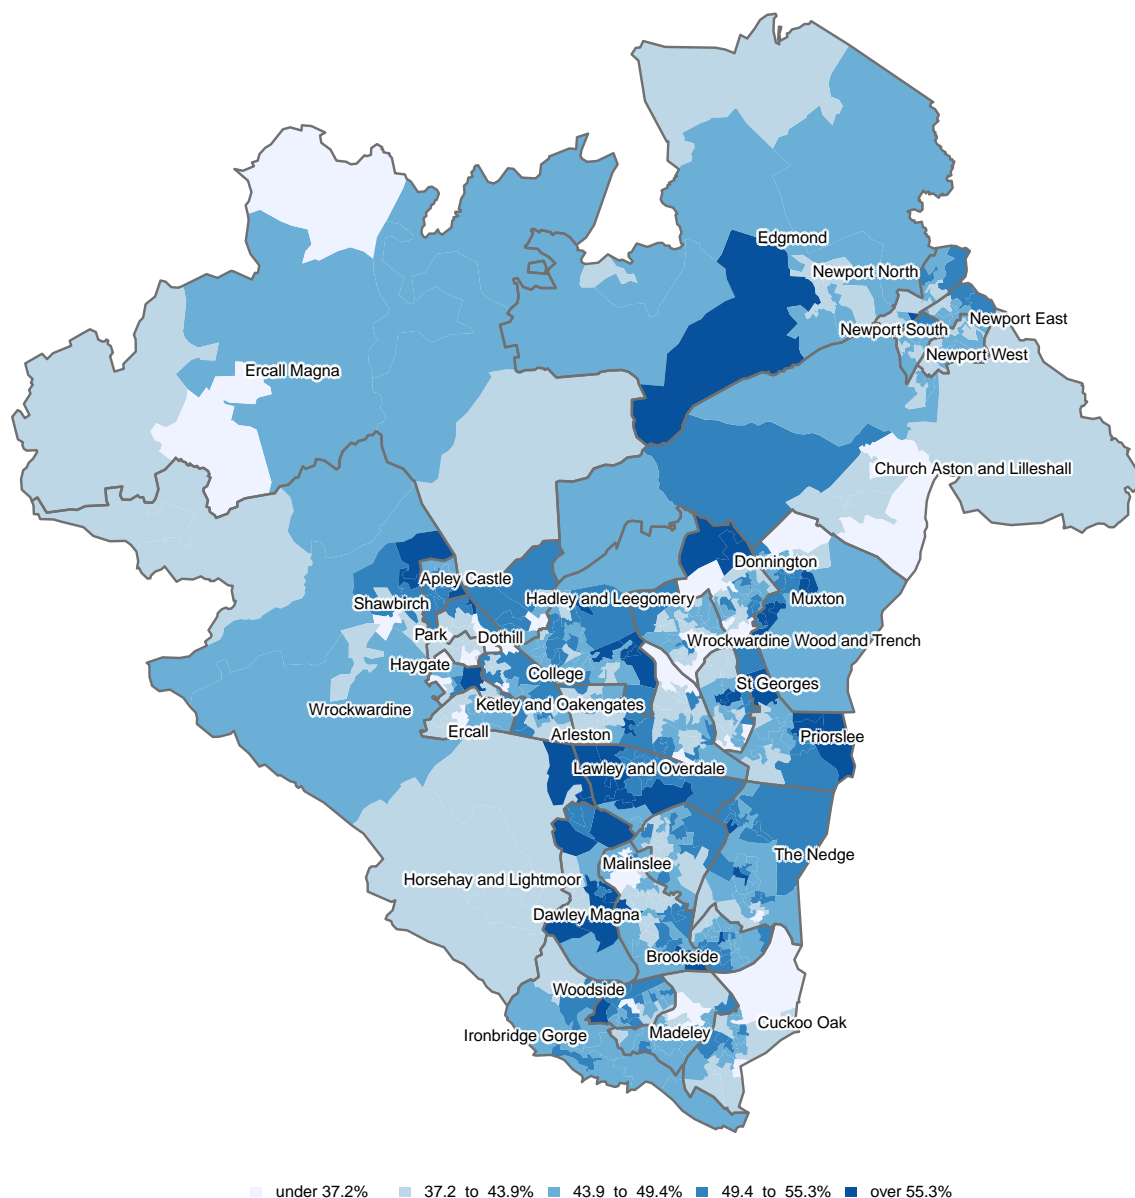 Edgmond
Newport North
Newport East
Newport South
Newport West
Ercall Magna
Church Aston and Lilleshall
Donnington
Apley Castle
Hadley and Leegomery
Muxton
Shawbirch
Park
Dothill
Wrockwardine Wood and Trench
Haygate
College
St Georges
Wrockwardine
Ketley and Oakengates
Ercall
Arleston
Priorslee
Lawley and Overdale
The Nedge
Malinslee
Horsehay and Lightmoor
Dawley Magna
Brookside
Woodside
Cuckoo Oak
Ironbridge Gorge
Madeley
under 37.2% 37.2 to 43.9% 43.9 to 49.4% 49.4 to 55.3% over 55.3%